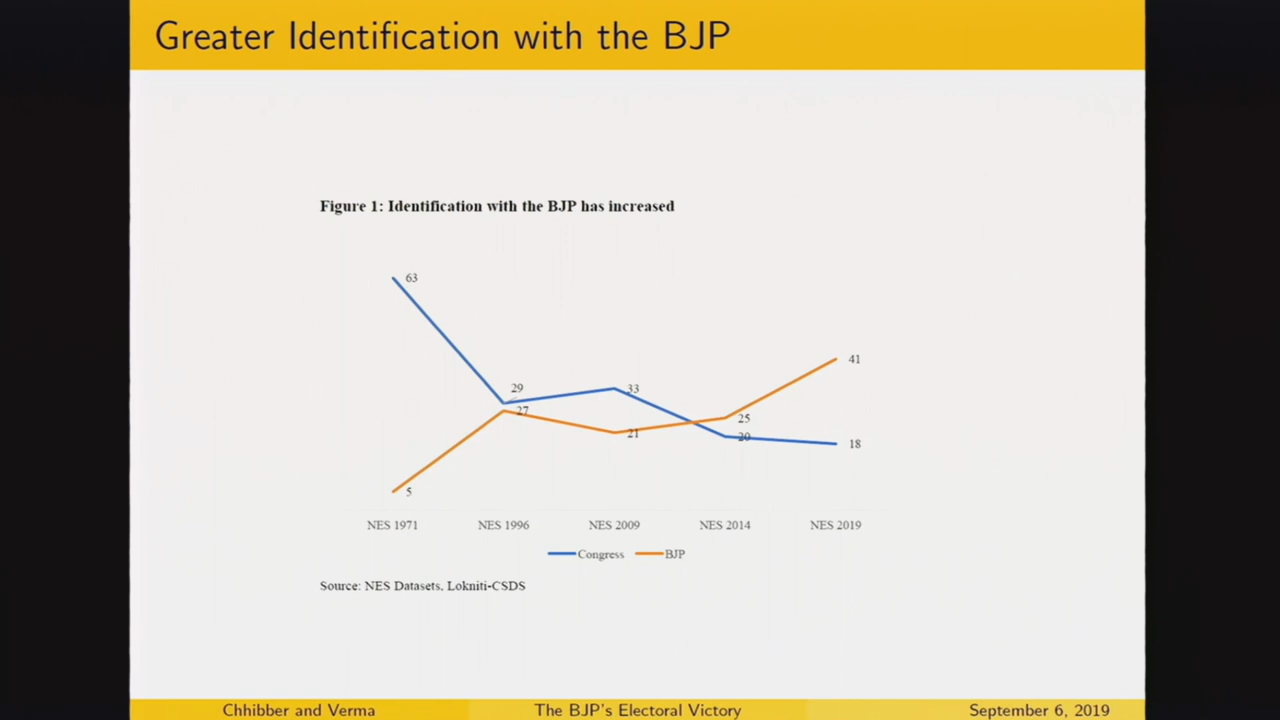 Greater Identification with the BJP
Figure 1: Identification with the BJP has increased
63
29
33
41
27
21
25
20
18
5
NES 1971 NES 1996 NES 2009 NES 2014 NES 2019
Congress BJP
Source: NES Datasets, Lokniti-CSDS
Chhibber and Verma The BJP's Electoral Victory September 6, 2019